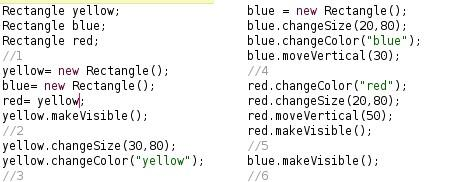 Rectangle yellow;
Rectangle blue;
Rectangle red;
//1
yellow= new Rectangle();
blue= new Rectangle();
red= yellow;
yellow.makeVisible();
//2
yellow.changeSize(30,80);
yellow.changeColor("yellow");
//3
blue = new Rectangle();
blue.changeSize(20,80);
blue.changeColor("blue");
blue.moveVertical(30);
//4
red.changeColor("red");
red.changeSize(20,80);
red.moveVertical(50);
red.makeVisible();
//5
blue.makeVisible();
//6